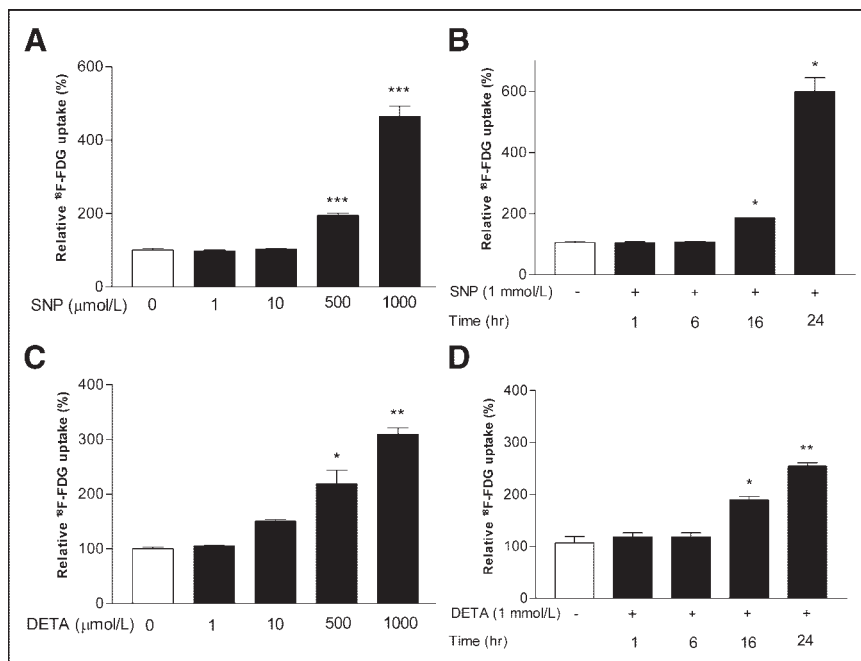 A
Relative ¹⁸F-FDG uptake (%)
600
400
200
0
***
***
SNP (μmol/L) 0 1 10 500 1000
B
Relative ¹⁸F-FDG uptake (%)
600
400
200
0
*
*
SNP (1 mmol/L) - + + + +
Time (hr) 1 6 16 24
C
Relative ¹⁸F-FDG uptake (%)
400
300
200
100
0
*
**
DETA (μmol/L) 0 1 10 500 1000
D
Relative ¹⁸F-FDG uptake (%)
400
300
200
100
0
*
**
DETA (1 mmol/L) - + + + +
Time (hr) 1 6 16 24